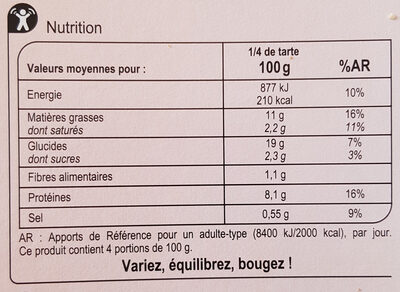 Nutrition
1/4 de tarte
Valeurs moyennes pour : 100 g %AR
Energie 877 kJ 10%
210 kcal
Matières grasses 11 g 16%
dont saturés 2,2 g 11%
Glucides 19 g 7%
dont sucres 2,3 g 3%
Fibres alimentaires 1,1 g
Protéines 8,1 g 16%
Sel 0,55 g 9%
AR : Apports de Référence pour un adulte-type (8400 kJ/2000 kcal), par jour.
Ce produit contient 4 portions de 100 g.
Variez, équilibrez, bougez !